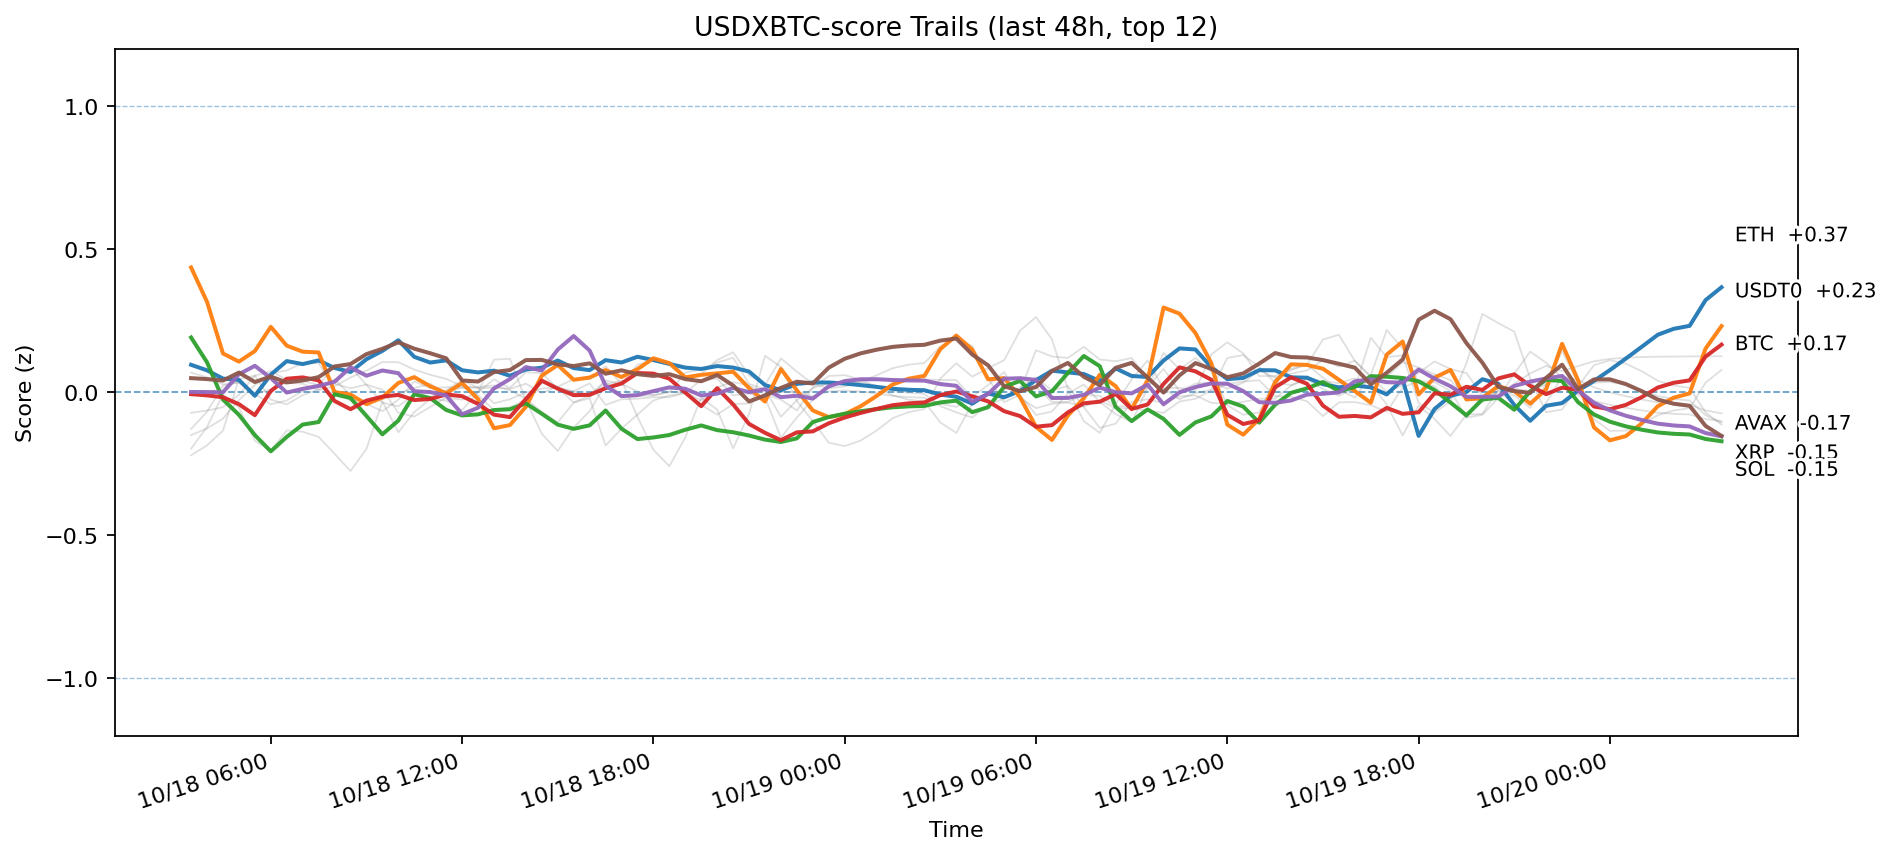 USDXBTC-score Trails (last 48h, top 12)
Score (z)
1.0
0.5
0.0
−0.5
−1.0
ETH +0.37
USDT0 +0.23
BTC +0.17
AVAX -0.17
XRP -0.15
SOL -0.15
10/18 06:00
10/18 12:00
10/18 18:00
10/19 00:00
10/19 06:00
10/19 12:00
10/19 18:00
10/20 00:00
Time